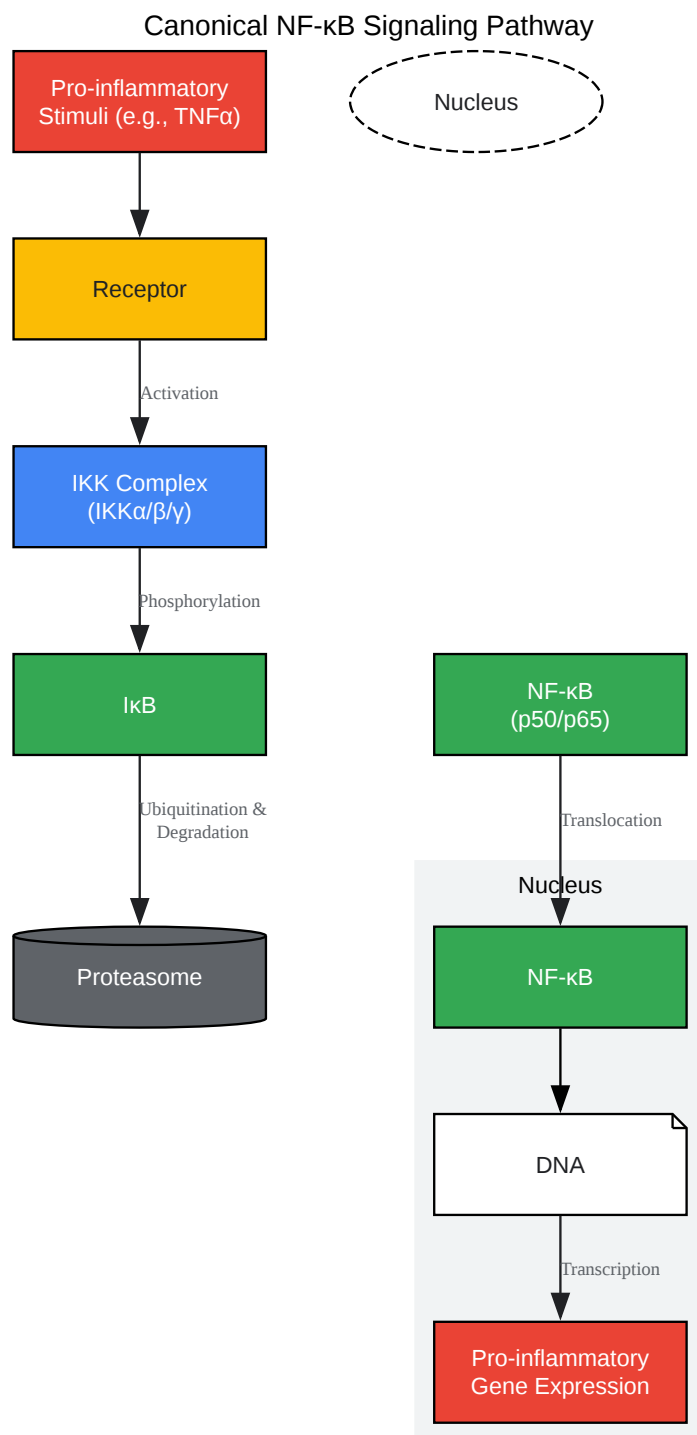 Canonical NF-κB Signaling Pathway
Pro-inflammatory
Stimuli (e.g., TNFα)
Nucleus
Receptor
Activation
IKK Complex
(IKKα/β/γ)
Phosphorylation
IκB
Ubiquitination &
Degradation
Proteasome
NF-κB
(p50/p65)
Translocation
Nucleus
NF-κB
DNA
Transcription
Pro-inflammatory
Gene Expression